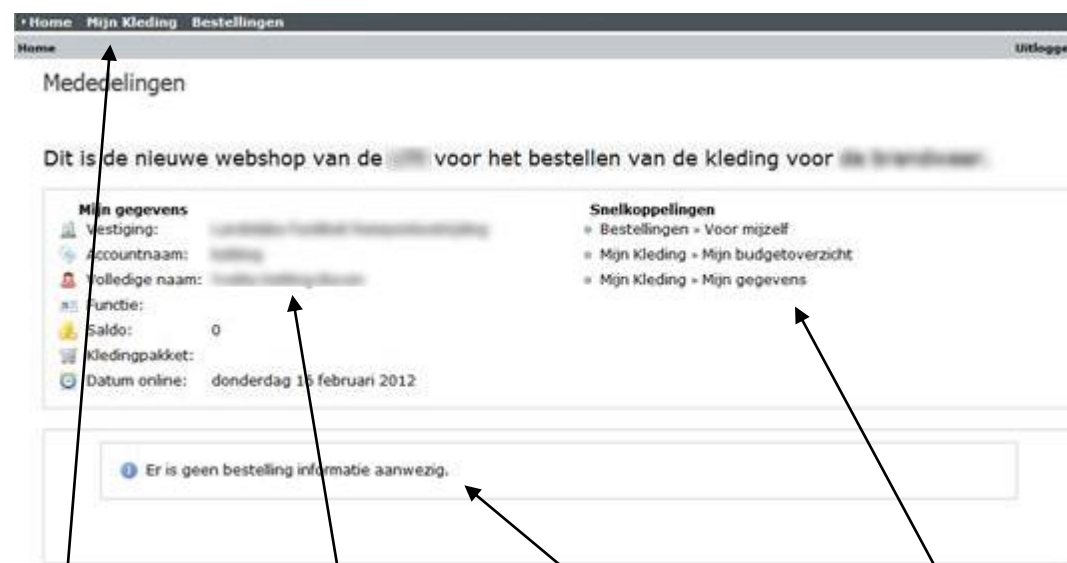 Home Mijn Kleding Bestellingen
Home Uitlogge
Mededelingen
Dit is de nieuwe webshop van de voor het bestellen van de kleding voor
Mijn gegevens
Vestiging:
Accountnaam:
Volledige naam:
Functie:
Saldo: 0
Kledingpakket:
Datum online: donderdag 16 februari 2012
Snelkoppelingen
Bestellingen » Voor mijzelf
Mijn Kleding » Mijn budgetoverzicht
Mijn Kleding » Mijn gegevens
Er is geen bestelling informatie aanwezig.